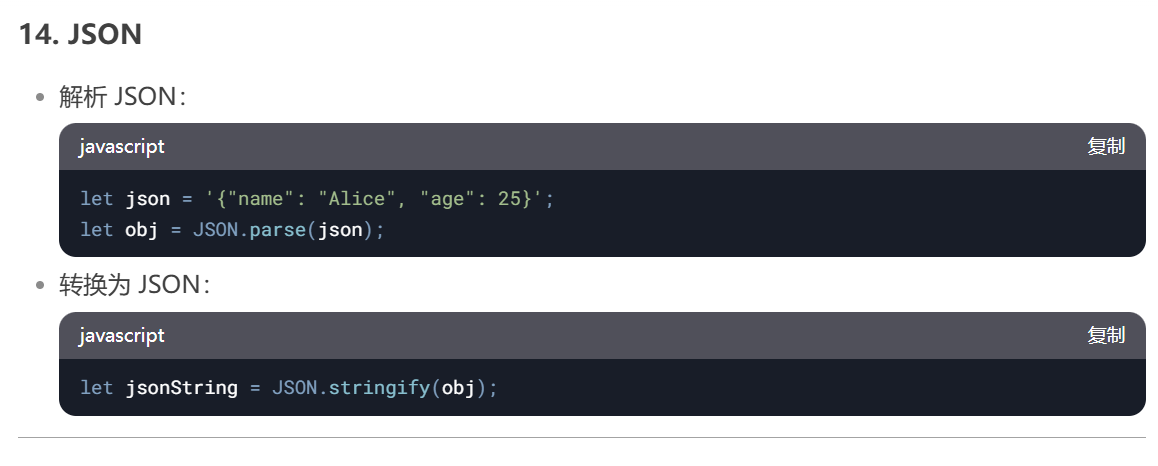 14. JSON
解析 JSON：
javascript 复制
let json = '{"name": "Alice", "age": 25}';
let obj = JSON.parse(json);
转换为 JSON：
javascript 复制
let jsonString = JSON.stringify(obj);